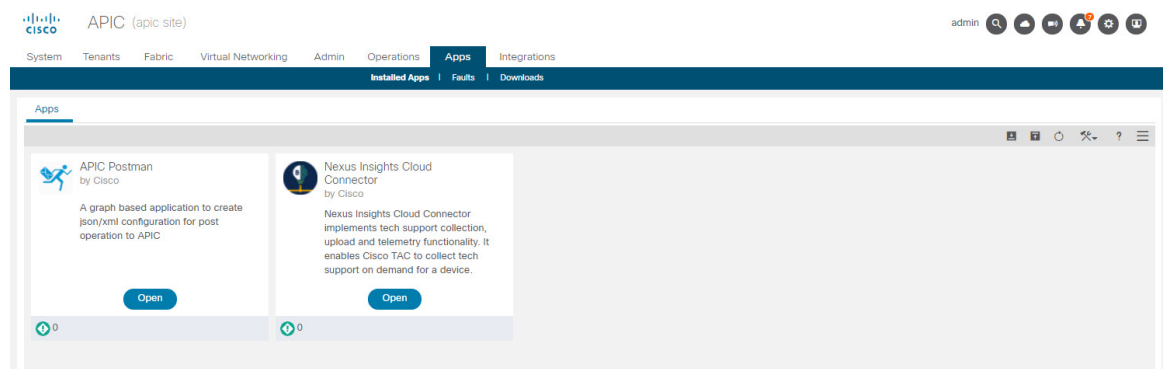 CISCO APIC (apic site) admin 7
System Tenants Fabric Virtual Networking Admin Operations Apps Integrations
Installed Apps | Faults | Downloads
Apps
?
APIC Postman
by Cisco
A graph based application to create
json/xml configuration for post
operation to APIC
Open
0
Nexus Insights Cloud
Connector
by Cisco
Nexus Insights Cloud Connector
implements tech support collection,
upload and telemetry functionality. It
enables Cisco TAC to collect tech
support on demand for a device.
Open
0